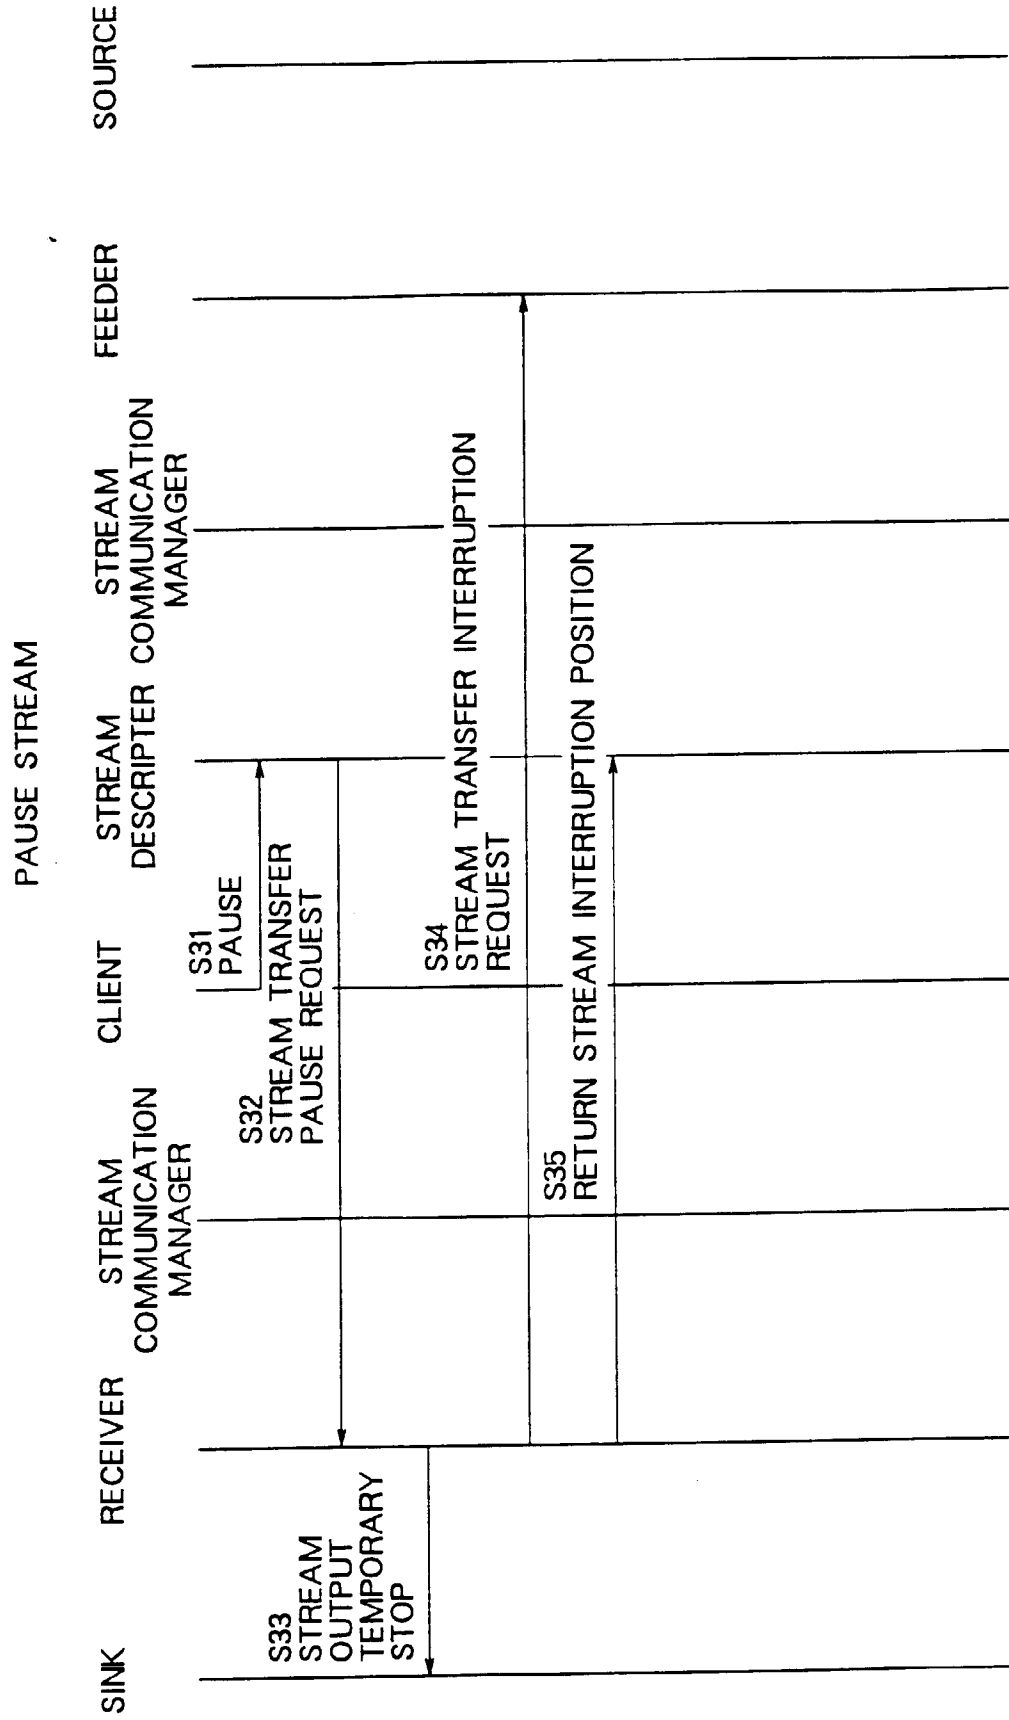 PAUSE STREAM
SINK
RECEIVER
STREAM
COMMUNICATION
MANAGER
CLIENT
STREAM
DESCRIPTER
STREAM
COMMUNICATION
MANAGER
FEEDER
SOURCE
S31
PAUSE
S32
STREAM TRANSFER
PAUSE REQUEST
S33
STREAM
OUTPUT
TEMPORARY
STOP
S34
STREAM TRANSFER INTERRUPTION
REQUEST
S35
RETURN STREAM INTERRUPTION POSITION